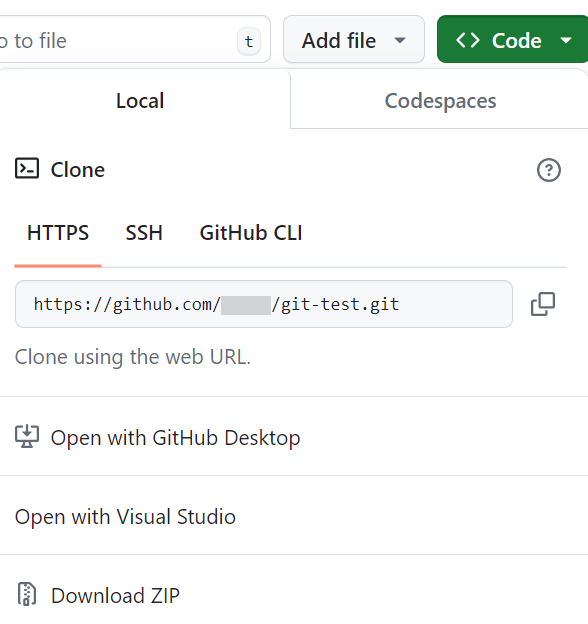 o to file t Add file Code
Local Codespaces
Clone
HTTPS SSH GitHub CLI
https://github.com/ /git-test.git
Clone using the web URL.
Open with GitHub Desktop
Open with Visual Studio
Download ZIP